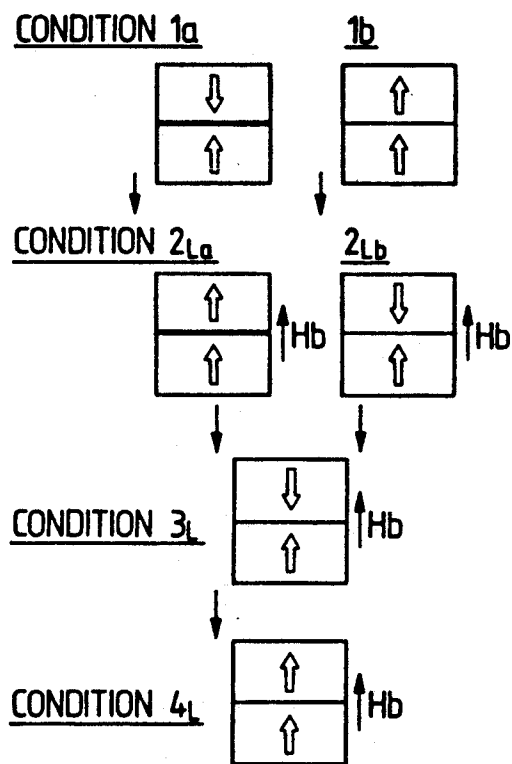 CONDITION 1a 1b
CONDITION 2La 2Lb
Hb Hb
CONDITION 3L Hb
CONDITION 4L Hb